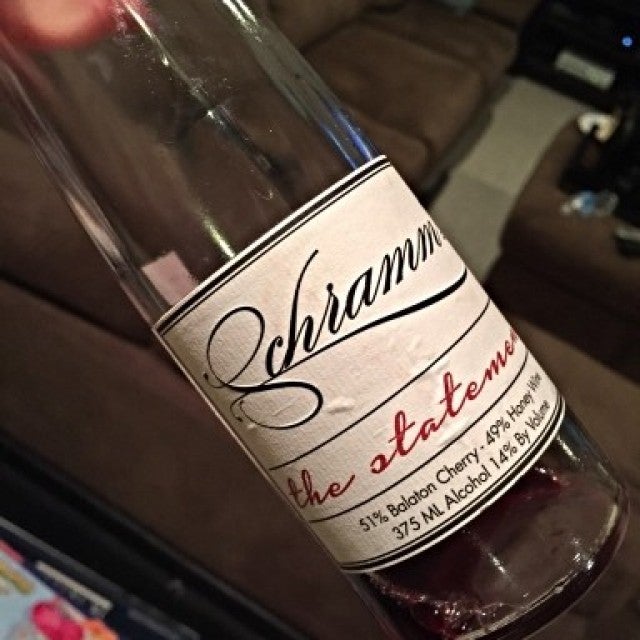 Schramm
the statemen
51% Balaton Cherry - 49% Honey Wine
375 ML Alcohol 14% By Volume